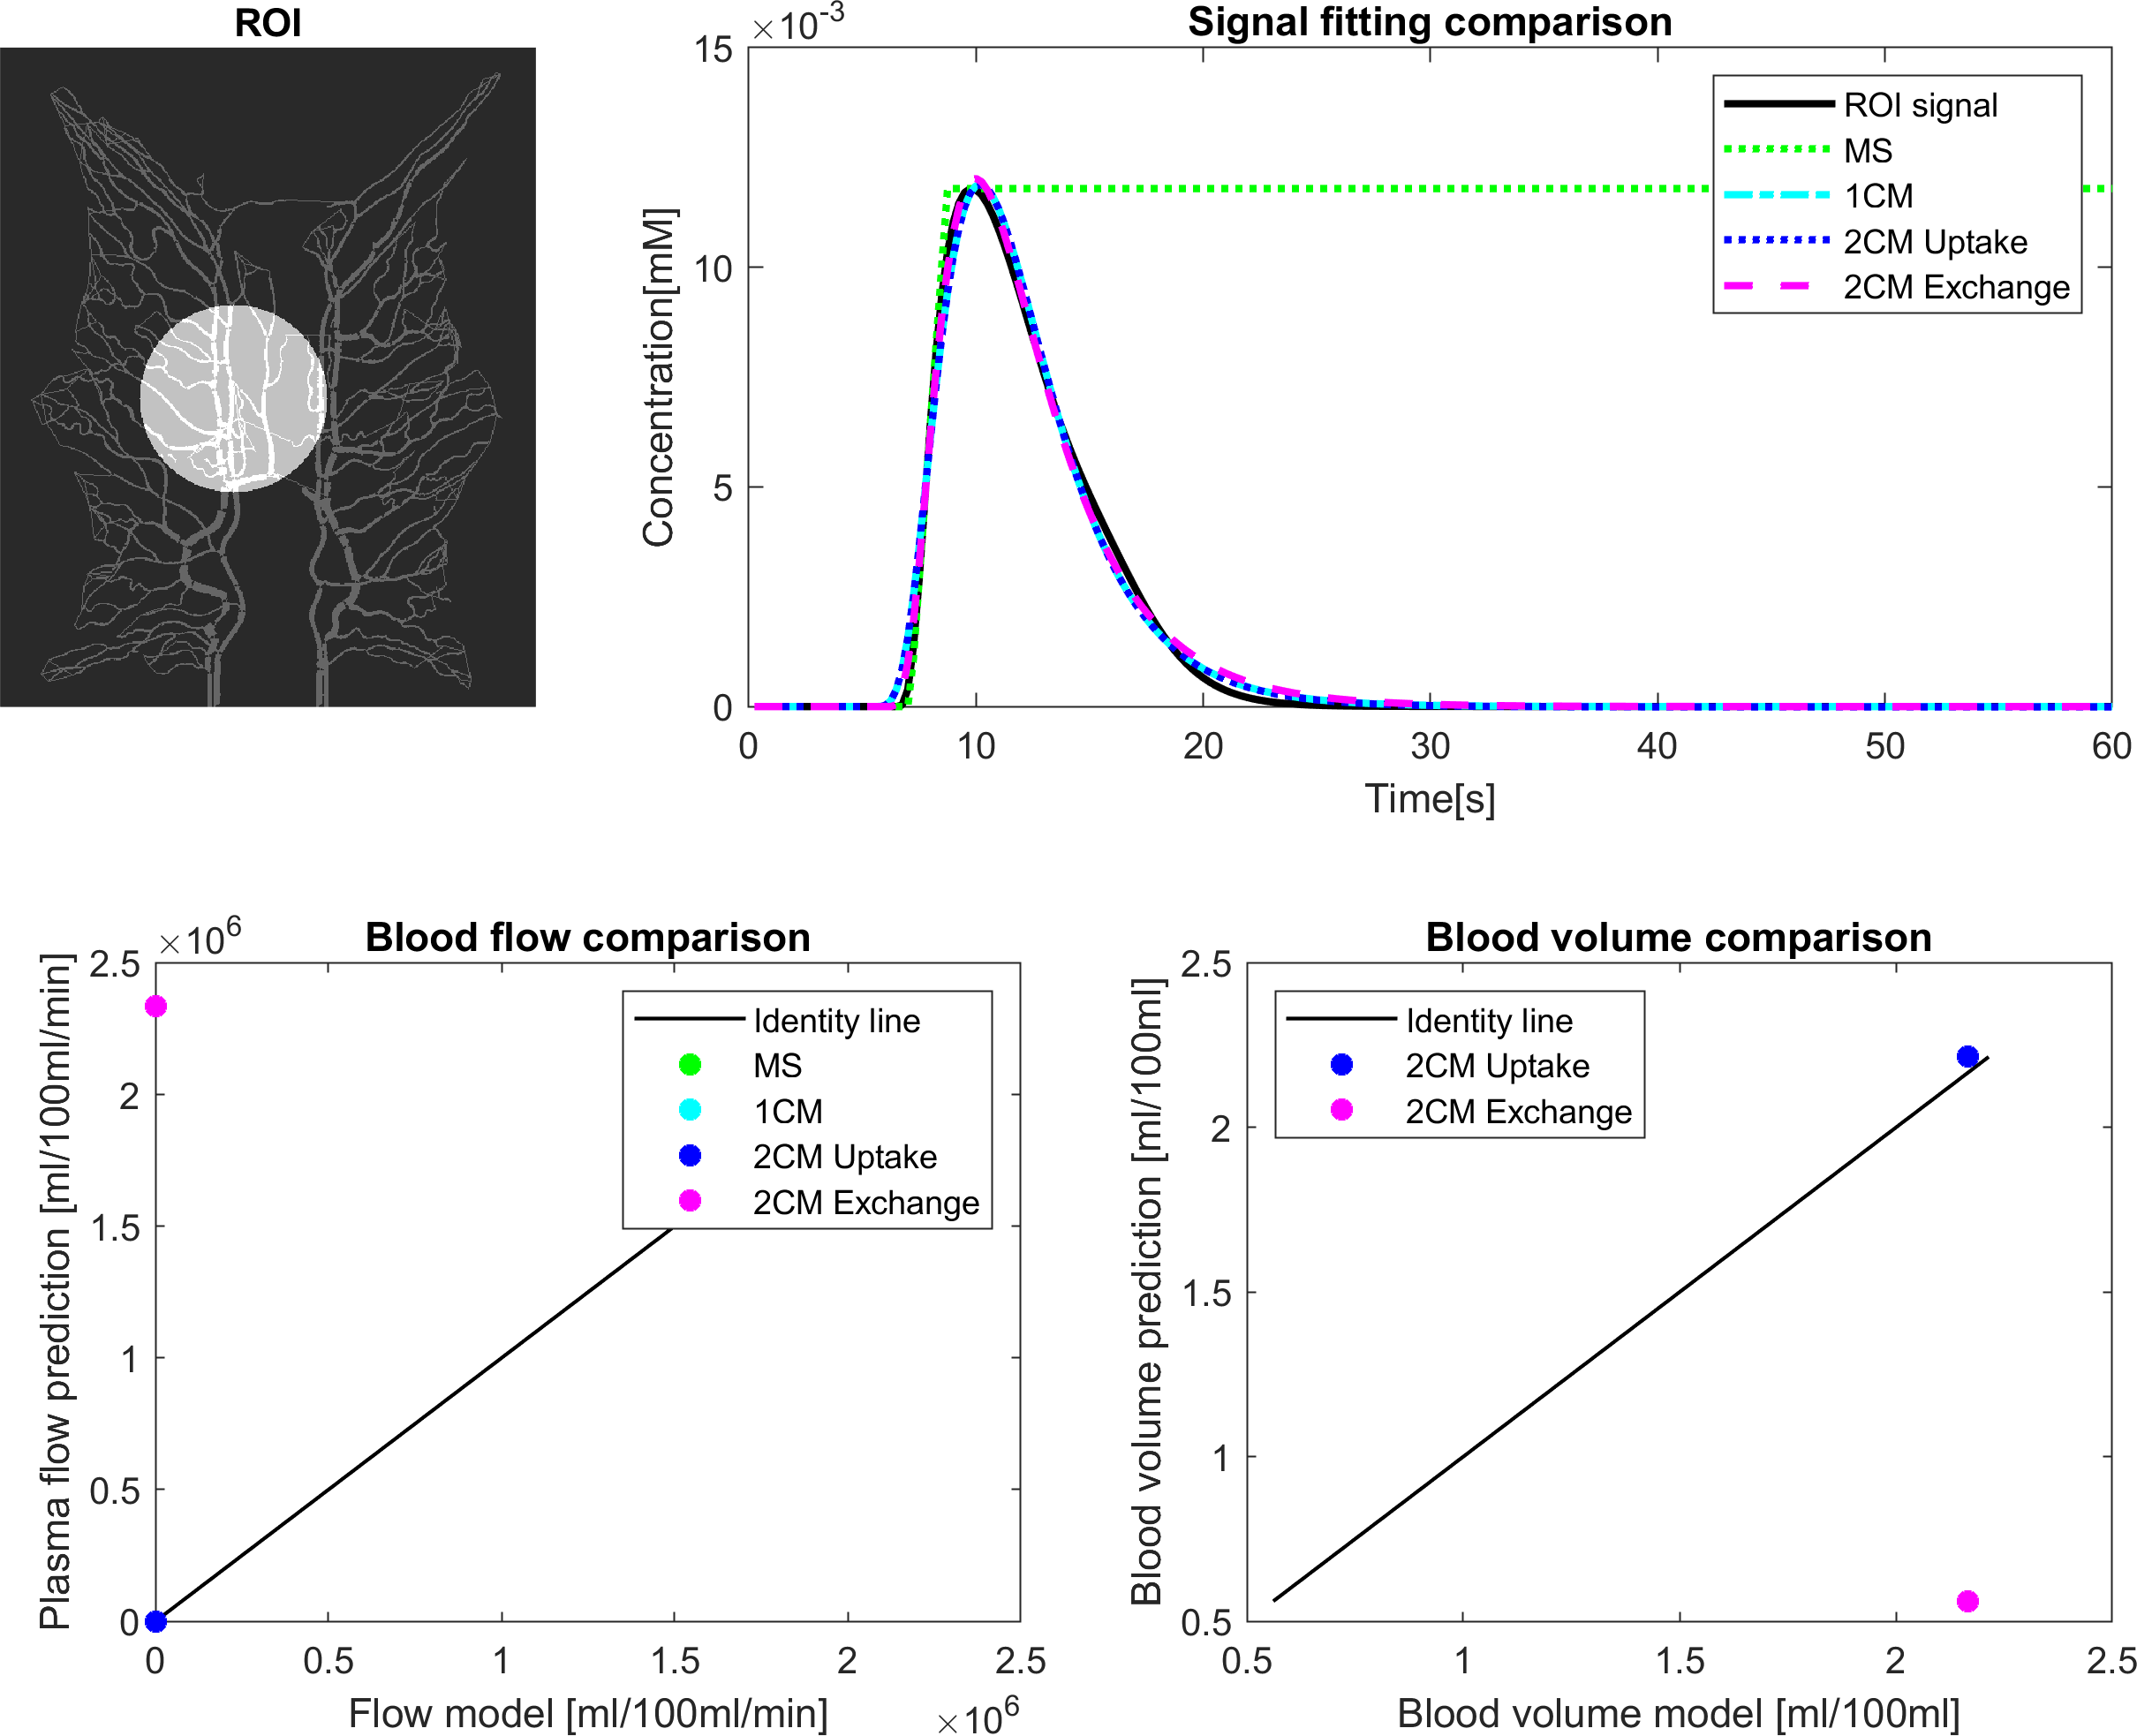 ROI
Signal fitting comparison
×10-3
15
10
5
0
Concentration[mM]
0 10 20 30 40 50 60
Time[s]
ROI signal
MS
1CM
2CM Uptake
2CM Exchange
Blood flow comparison
×106
2.5
2
1.5
1
0.5
0
Plasma flow prediction [ml/100ml/min]
0 0.5 1 1.5 2 2.5
×106
Flow model [ml/100ml/min]
Identity line
MS
1CM
2CM Uptake
2CM Exchange
Blood volume comparison
2.5
2
1.5
1
0.5
Blood volume prediction [ml/100ml]
0.5 1 1.5 2 2.5
Blood volume model [ml/100ml]
Identity line
2CM Uptake
2CM Exchange